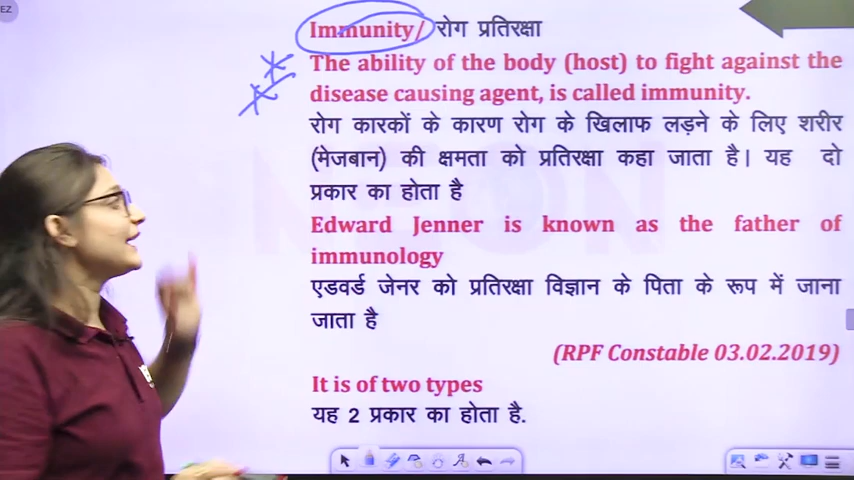 EZ
Immunity/ रोग प्रतिरक्षा
The ability of the body (host) to fight against the
disease causing agent, is called immunity.
रोग कारकों के कारण रोग के खिलाफ लड़ने के लिए शरीर
(मेजबान) की क्षमता को प्रतिरक्षा कहा जाता है। यह दो
प्रकार का होता है
Edward Jenner is known as the father of
immunology
एडवर्ड जेनर को प्रतिरक्षा विज्ञान के पिता के रूप में जाना
जाता है
(RPF Constable 03.02.2019)
It is of two types
यह 2 प्रकार का होता है.